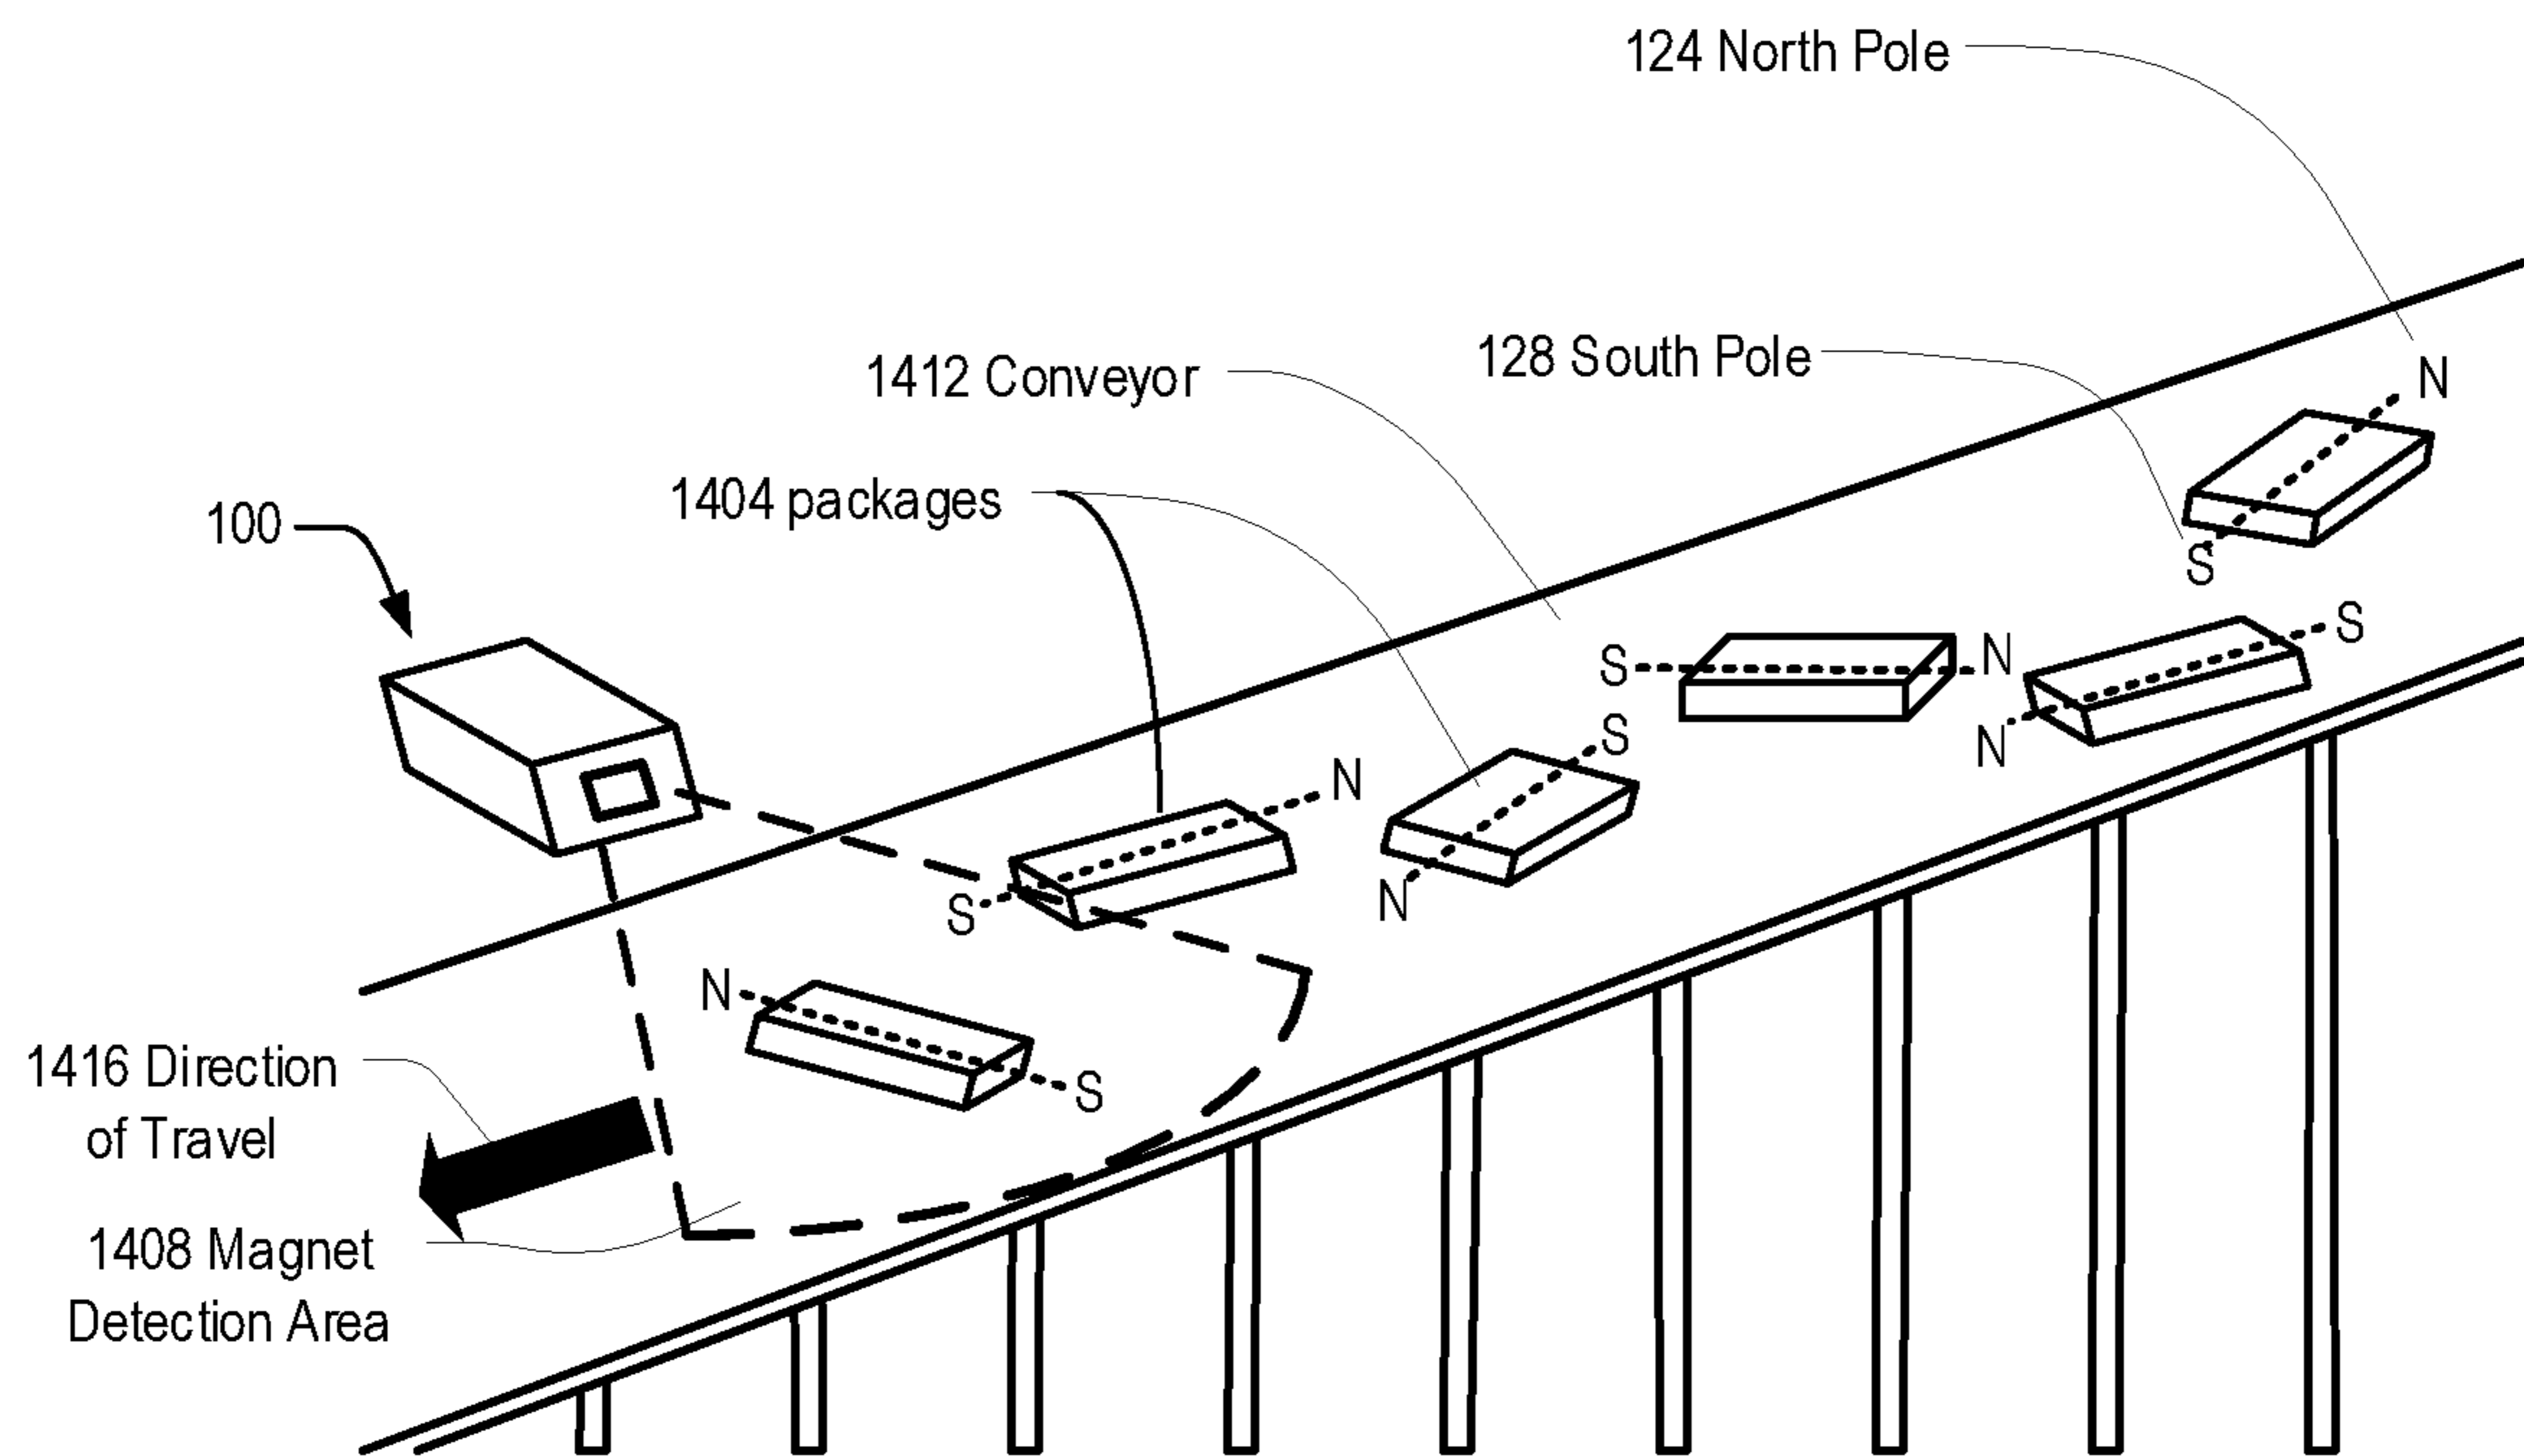 124 North Pole
128 South Pole
1412 Conveyor
N
1404 packages
100
S
S
S
N
S
N
N
S
N
S
N
S
1416 Direction
of Travel
1408 Magnet
Detection Area